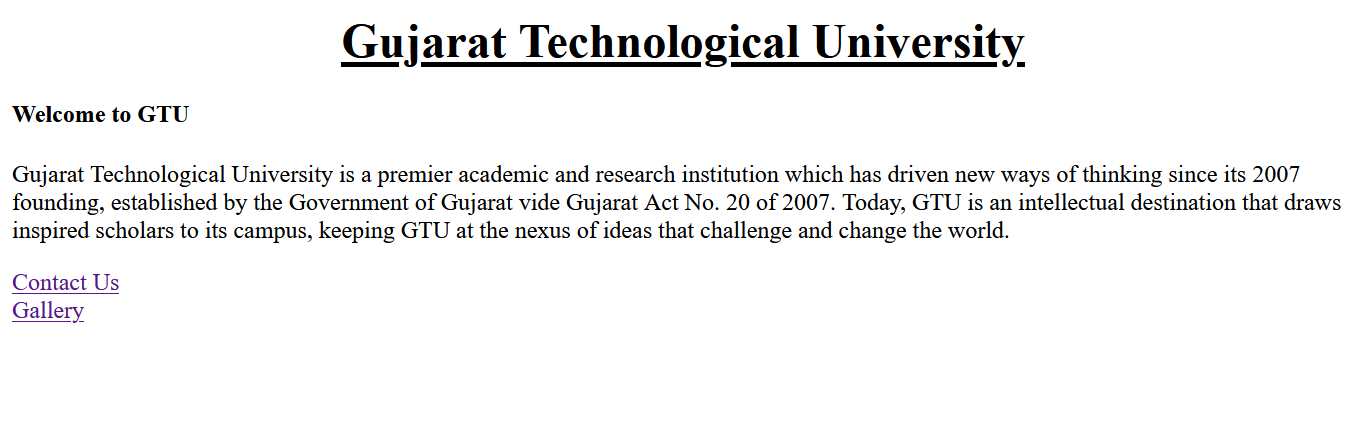 Gujarat Technological University
Welcome to GTU
Gujarat Technological University is a premier academic and research institution which has driven new ways of thinking since its 2007
founding, established by the Government of Gujarat vide Gujarat Act No. 20 of 2007. Today, GTU is an intellectual destination that draws
inspired scholars to its campus, keeping GTU at the nexus of ideas that challenge and change the world.
Contact Us
Gallery